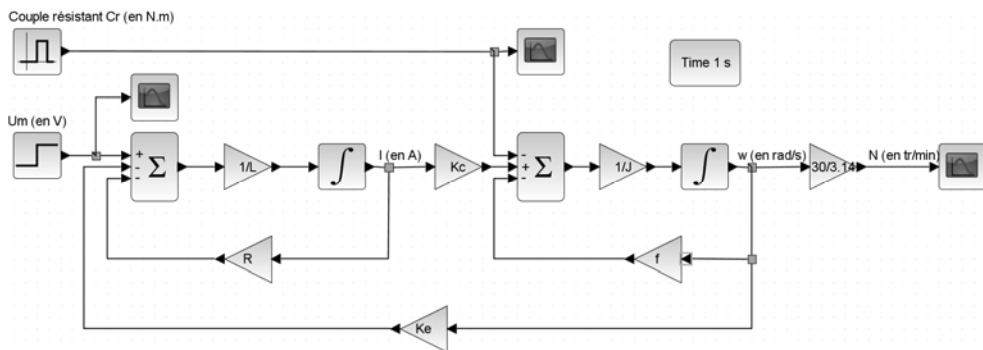 Couple résistant Cr (en N.m)
Time 1 s
Um (en V)
+
-
-
Σ
1/L
∫
I (en A)
Kc
-
+
-
Σ
1/J
∫
w (en rad/s)
30/3.14
N (en tr/min)
R
f
Ke